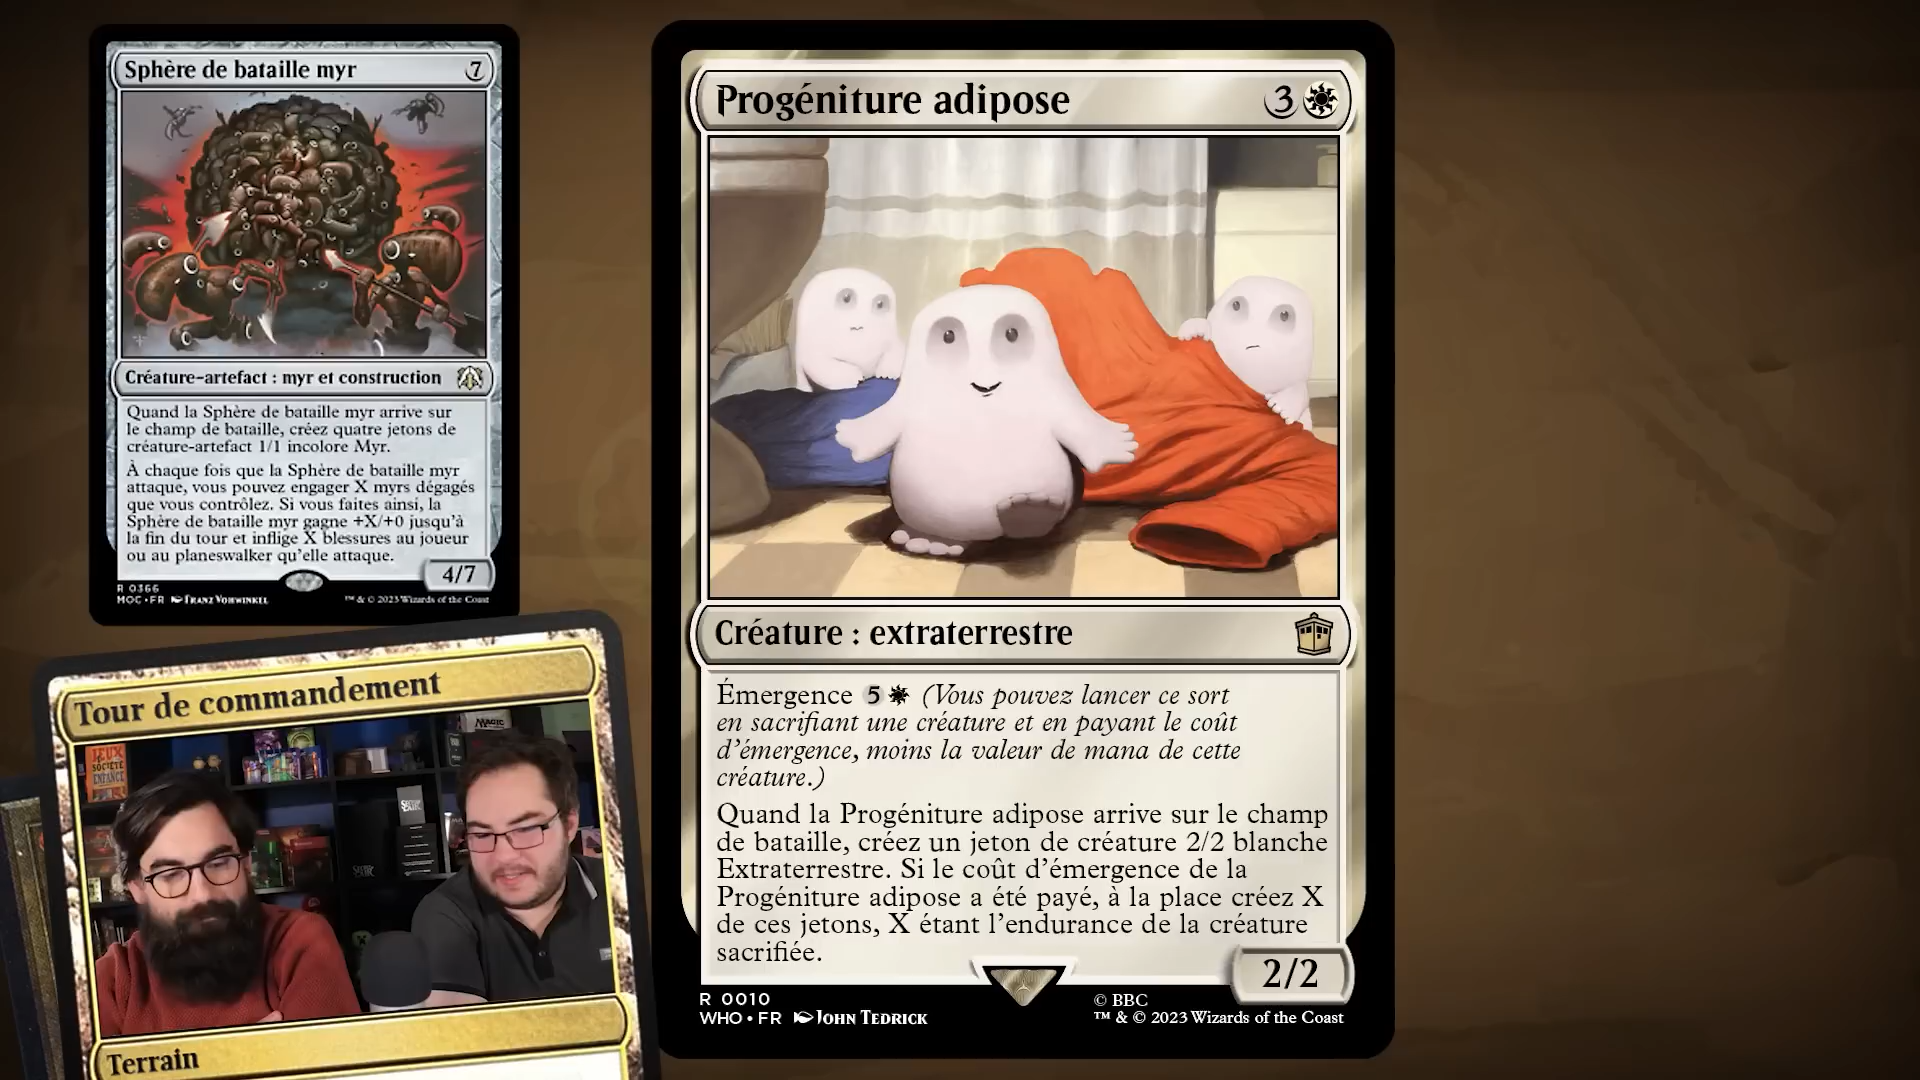 Sphère de bataille myr 7
Créature-artefact : myr et construction
Quand la Sphère de bataille myr arrive sur
le champ de bataille, créez quatre jetons de
créature-artefact 1/1 incolore Myr.
À chaque fois que la Sphère de bataille myr
attaque, vous pouvez engager X myrs dégagés
que vous contrôlez. Si vous faites ainsi, la
Sphère de bataille myr gagne +X/+0 jusqu'à
la fin du tour et inflige X blessures au joueur
ou au planeswalker qu'elle attaque.
4/7
R 0366
MOC • FR Franz Vohwinkel
™ & © 2023 Wizards of the Coast
Tour de commandement
Magic
JEUX
SOCIÉTÉ
ENFANCE
Terrain
Progéniture adipose 3
Créature : extraterrestre
Émergence 5 (Vous pouvez lancer ce sort
en sacrifiant une créature et en payant le coût
d'émergence, moins la valeur de mana de cette
créature.)
Quand la Progéniture adipose arrive sur le champ
de bataille, créez un jeton de créature 2/2 blanche
Extraterrestre. Si le coût d'émergence de la
Progéniture adipose a été payé, à la place créez X
de ces jetons, X étant l'endurance de la créature
sacrifiée.
2/2
R 0010
WHO • FR John Tedrick
© BBC
™ & © 2023 Wizards of the Coast